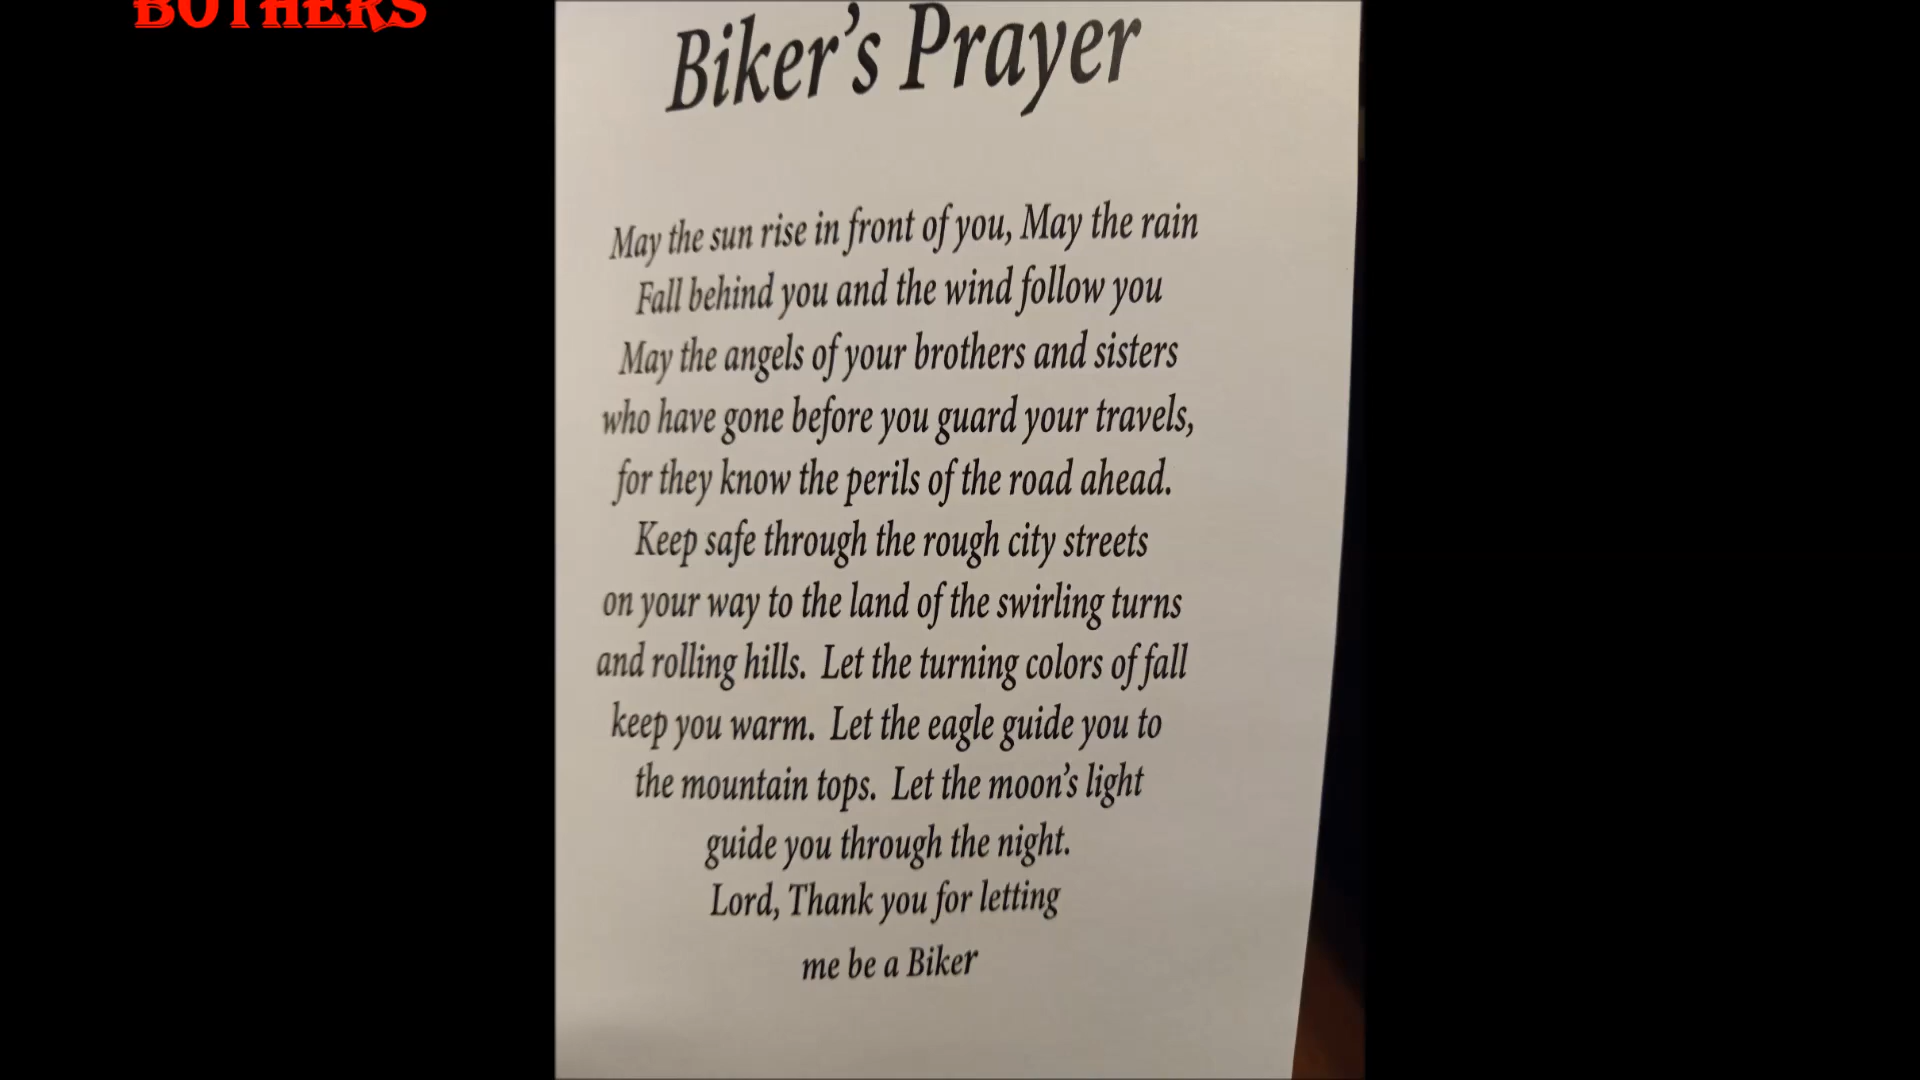 BOTHERS
Biker's Prayer
May the sun rise in front of you, May the rain
Fall behind you and the wind follow you
May the angels of your brothers and sisters
who have gone before you guard your travels,
for they know the perils of the road ahead.
Keep safe through the rough city streets
on your way to the land of the swirling turns
and rolling hills. Let the turning colors of fall
keep you warm. Let the eagle guide you to
the mountain tops. Let the moon's light
guide you through the night.
Lord, Thank you for letting
me be a Biker